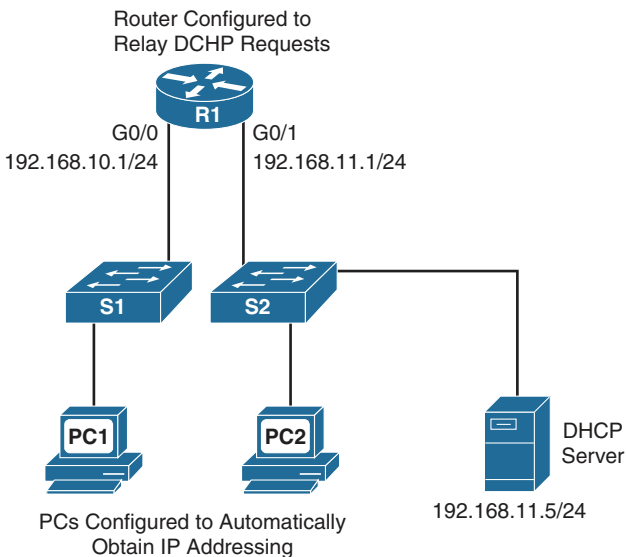 Router Configured to
Relay DCHP Requests
R1
G0/0
G0/1
192.168.10.1/24
192.168.11.1/24
S1
S2
PC1
PC2
DHCP
Server
192.168.11.5/24
PCs Configured to Automatically
Obtain IP Addressing